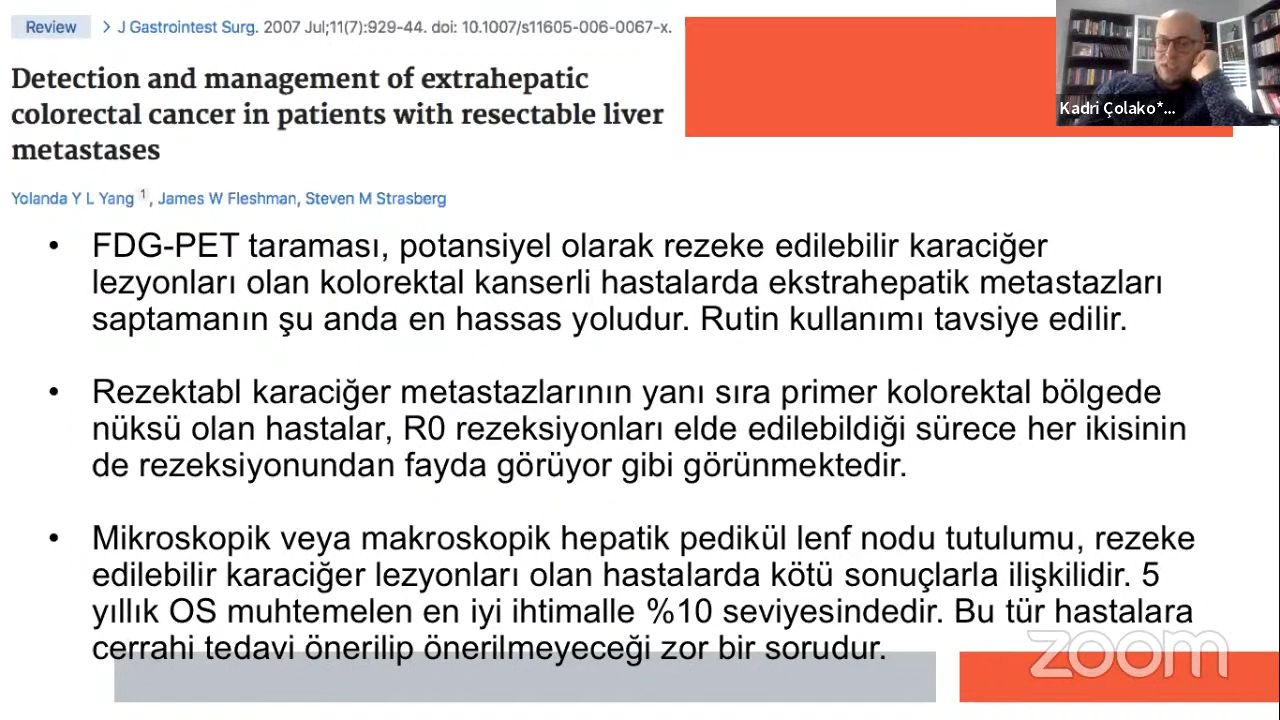 Review
> J Gastrointest Surg. 2007 Jul;11(7):929-44. doi: 10.1007/s11605-006-0067-x.
Detection and management of extrahepatic
colorectal cancer in patients with resectable liver
metastases
Yolanda Y L Yang 1, James W Fleshman, Steven M Strasberg
Kadri Çolako*...
• FDG-PET taraması, potansiyel olarak rezeke edilebilir karaciğer
lezyonları olan kolorektal kanserli hastalarda ekstrahepatik metastazları
saptamanın şu anda en hassas yoludur. Rutin kullanımı tavsiye edilir.
• Rezektabl karaciğer metastazlarının yanı sıra primer kolorektal bölgede
nüksü olan hastalar, R0 rezeksiyonları elde edilebildiği sürece her ikisinin
de rezeksiyonundan fayda görüyor gibi görünmektedir.
• Mikroskopik veya makroskopik hepatik pedikül lenf nodu tutulumu, rezeke
edilebilir karaciğer lezyonları olan hastalarda kötü sonuçlarla ilişkilidir. 5
yıllık OS muhtemelen en iyi ihtimalle %10 seviyesindedir. Bu tür hastalara
cerrahi tedavi önerilip önerilmeyeceği zor bir sorudur.
zoom